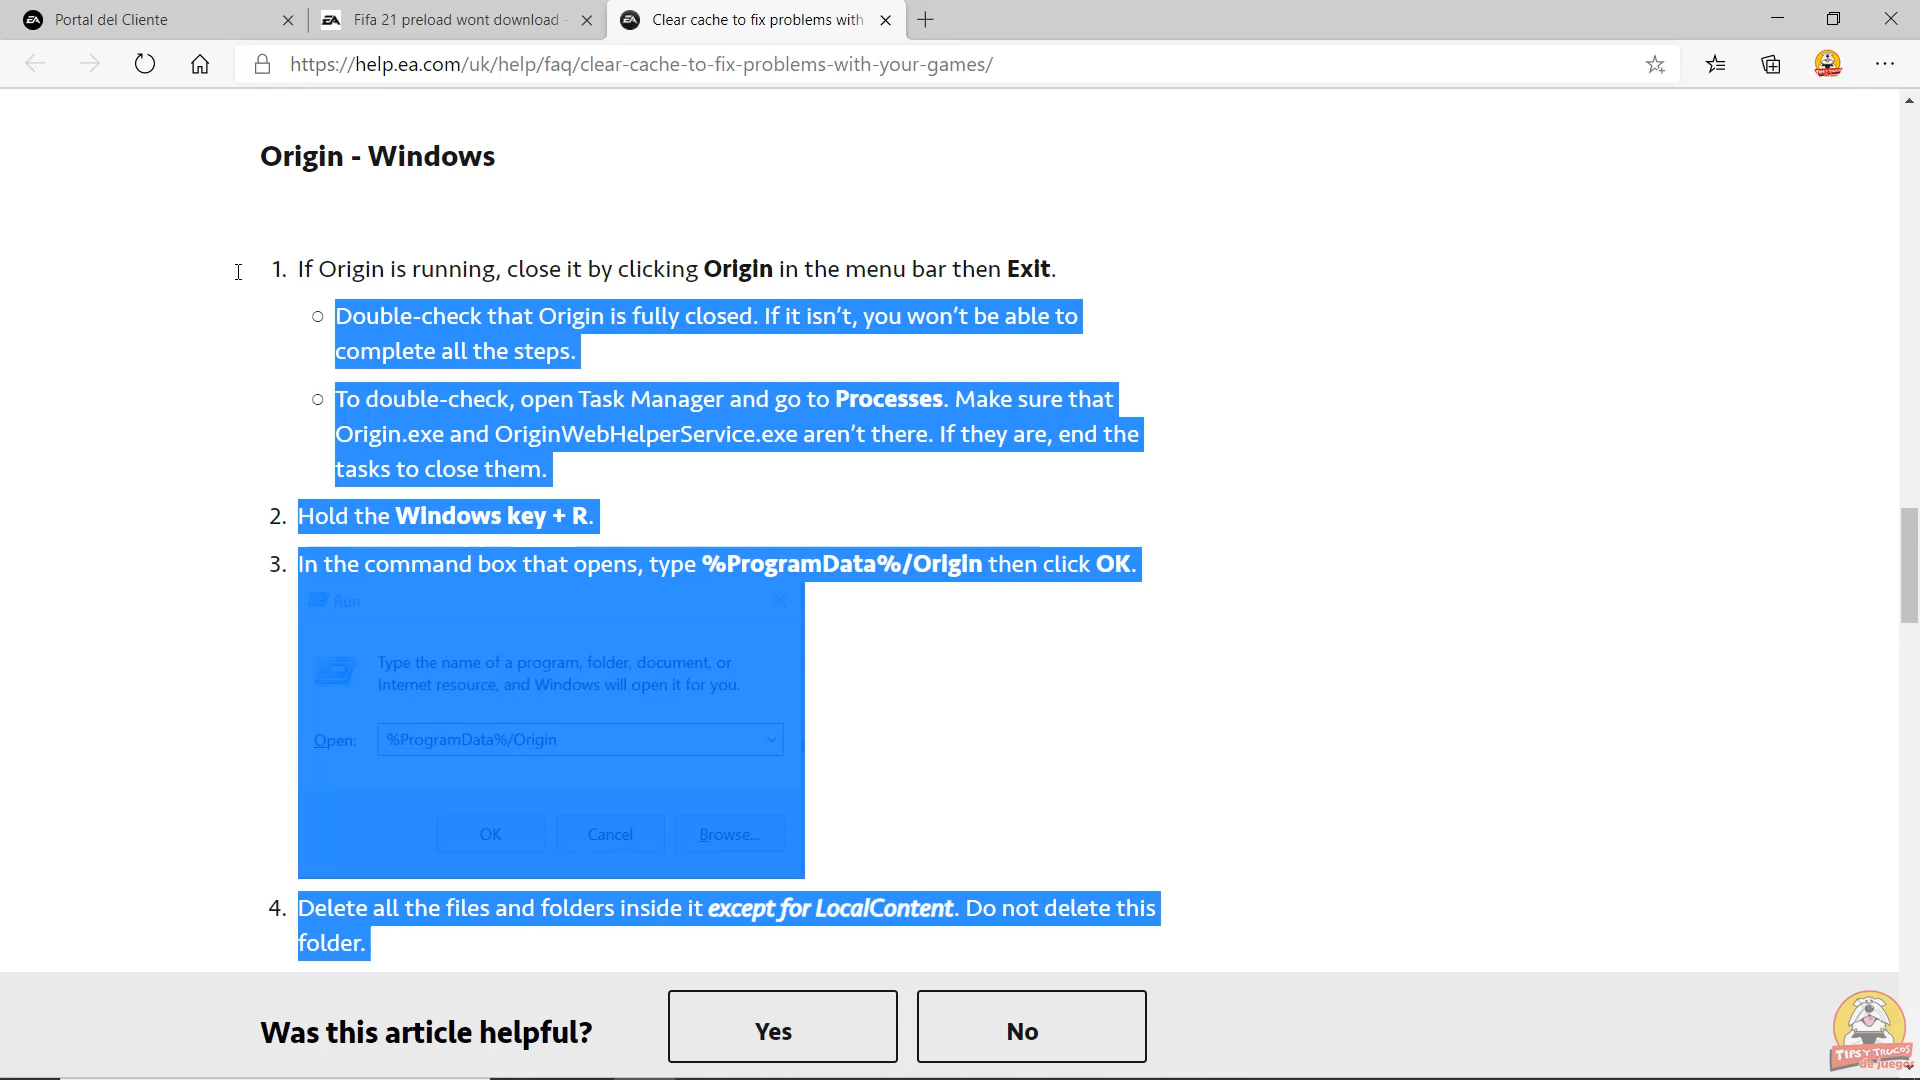 Portal del Cliente
Fifa 21 preload wont download -
Clear cache to fix problems with
https://help.ea.com/uk/help/faq/clear-cache-to-fix-problems-with-your-games/
Origin - Windows
1. If Origin is running, close it by clicking Origin in the menu bar then Exit.
Double-check that Origin is fully closed. If it isn’t, you won’t be able to
complete all the steps.
To double-check, open Task Manager and go to Processes. Make sure that
Origin.exe and OriginWebHelperService.exe aren’t there. If they are, end the
tasks to close them.
2. Hold the Windows key + R.
3. In the command box that opens, type %ProgramData%/Origin then click OK.
Run
Type the name of a program, folder, document, or
Internet resource, and Windows will open it for you.
Open: %ProgramData%/Origin
OK Cancel Browse...
4. Delete all the files and folders inside it except for LocalContent. Do not delete this
folder.
Was this article helpful? Yes No
TIPS Y TRUCOS
de juegos